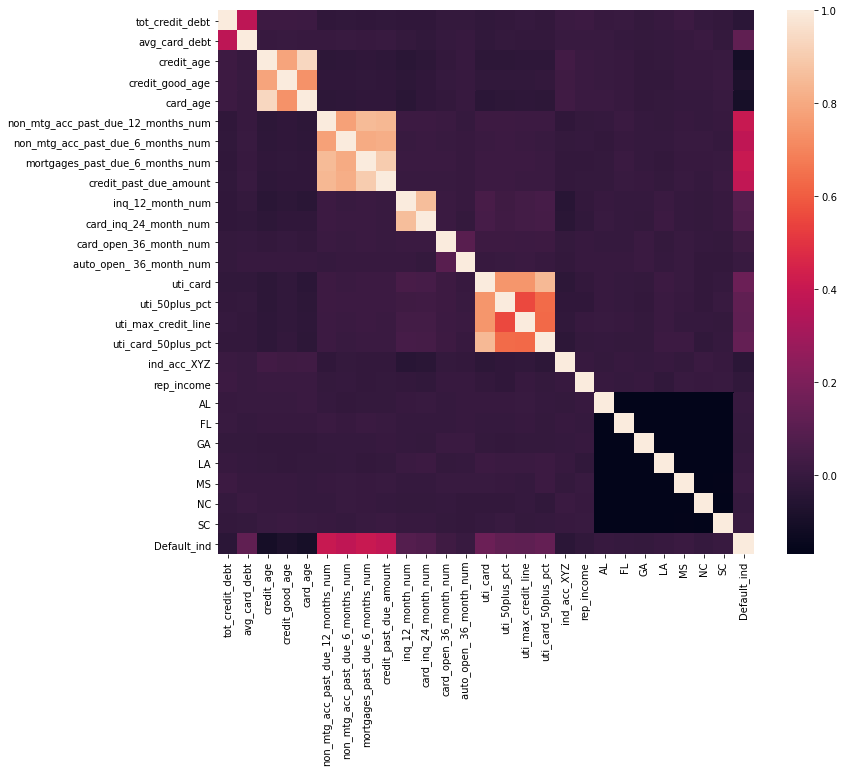 tot_credit_debt
avg_card_debt
credit_age
credit_good_age
card_age
non_mtg_acc_past_due_12_months_num
non_mtg_acc_past_due_6_months_num
mortgages_past_due_6_months_num
credit_past_due_amount
inq_12_month_num
card_inq_24_month_num
card_open_36_month_num
auto_open_ 36_month_num
uti_card
uti_50plus_pct
uti_max_credit_line
uti_card_50plus_pct
ind_acc_XYZ
rep_income
AL
FL
GA
LA
MS
NC
SC
Default_ind
tot_credit_debt
avg_card_debt
credit_age
credit_good_age
card_age
non_mtg_acc_past_due_12_months_num
non_mtg_acc_past_due_6_months_num
mortgages_past_due_6_months_num
credit_past_due_amount
inq_12_month_num
card_inq_24_month_num
card_open_36_month_num
auto_open_ 36_month_num
uti_card
uti_50plus_pct
uti_max_credit_line
uti_card_50plus_pct
ind_acc_XYZ
rep_income
AL
FL
GA
LA
MS
NC
SC
Default_ind
1.0
0.8
0.6
0.4
0.2
0.0